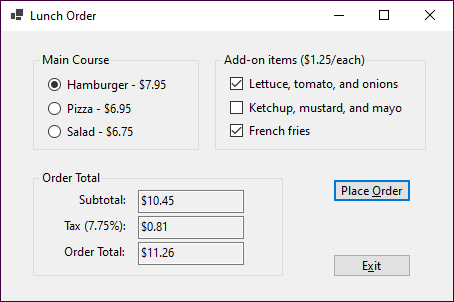 Lunch Order
Main Course
Hamburger - $7.95
Pizza - $6.95
Salad - $6.75
Add-on items ($1.25/each)
Lettuce, tomato, and onions
Ketchup, mustard, and mayo
French fries
Order Total
Subtotal: $10.45
Tax (7.75%): $0.81
Order Total: $11.26
Place Order
Exit